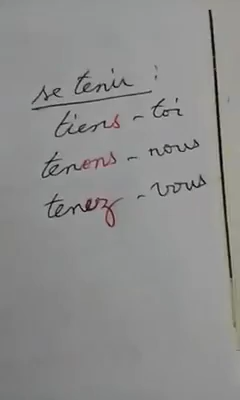 se tenir :
tiens - toi
tenons - nous
tenez - vous